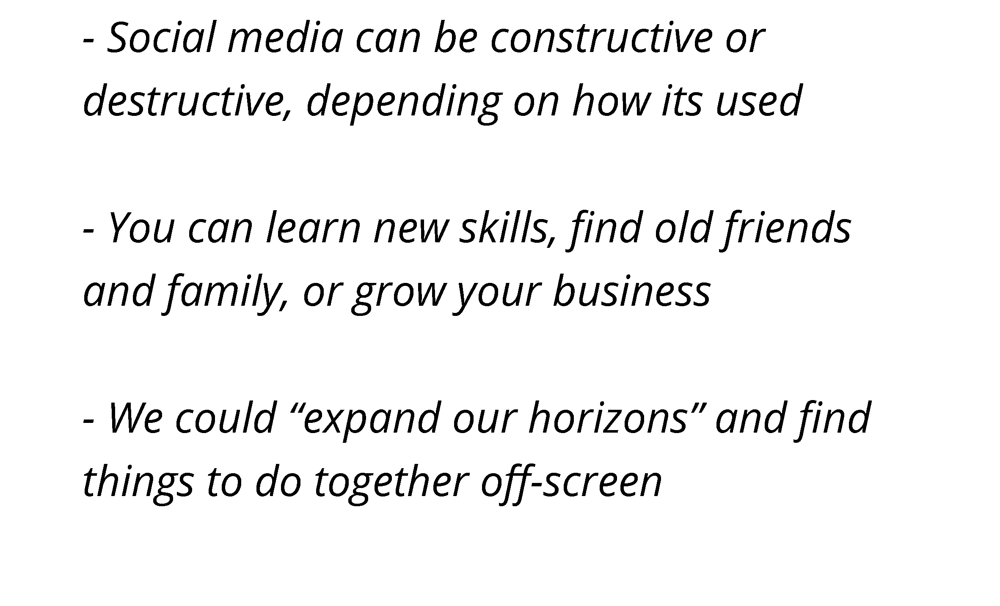 - Social media can be constructive or
destructive, depending on how its used
- You can learn new skills, find old friends
and family, or grow your business
- We could “expand our horizons” and find
things to do together off-screen